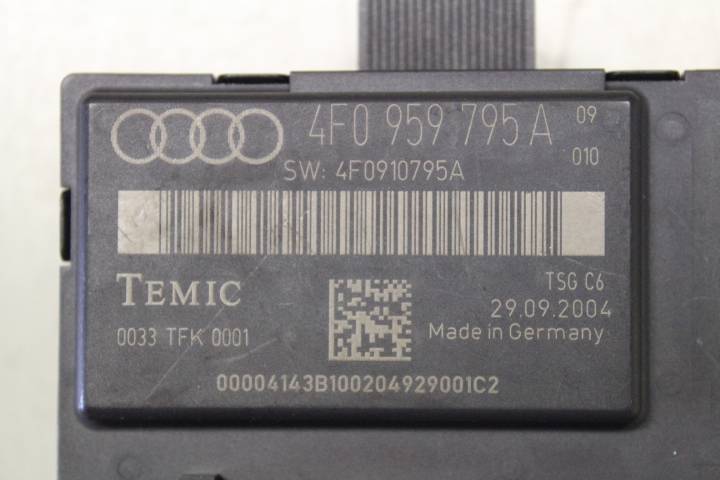 4F0 959 795 A 09
010
SW: 4F0910795A
TEMIC
TSG C6
29.09.2004
0033 TFK 0001
Made in Germany
00004143B100204929001C2